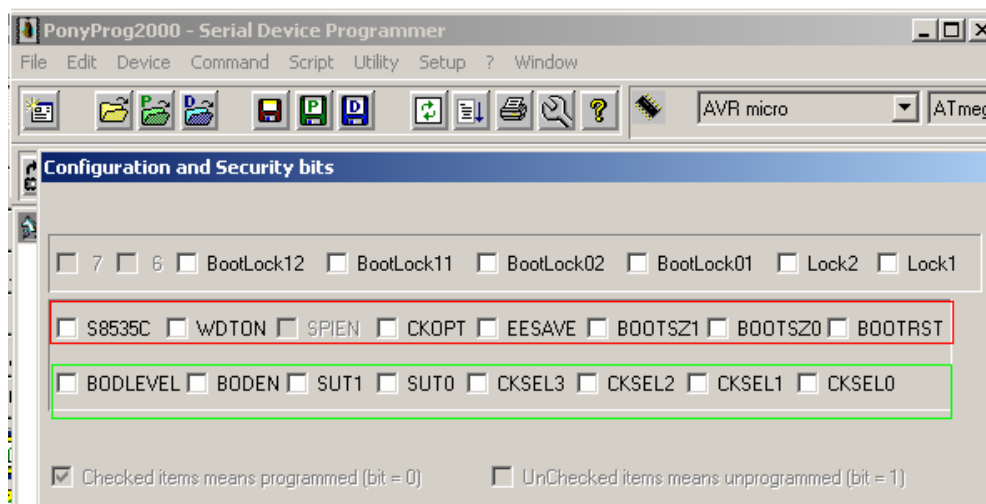 PonyProg2000 - Serial Device Programmer
File Edit Device Command Script Utility Setup ? Window
AVR micro ATmeg
Configuration and Security bits
7 6 BootLock12 BootLock11 BootLock02 BootLock01 Lock2 Lock1
S8535C WDTON SPIEN CKOPT EESAVE BOOTSZ1 BOOTSZ0 BOOTRST
BODLEVEL BODEN SUT1 SUT0 CKSEL3 CKSEL2 CKSEL1 CKSEL0
Checked items means programmed (bit = 0) UnChecked items means unprogrammed (bit = 1)